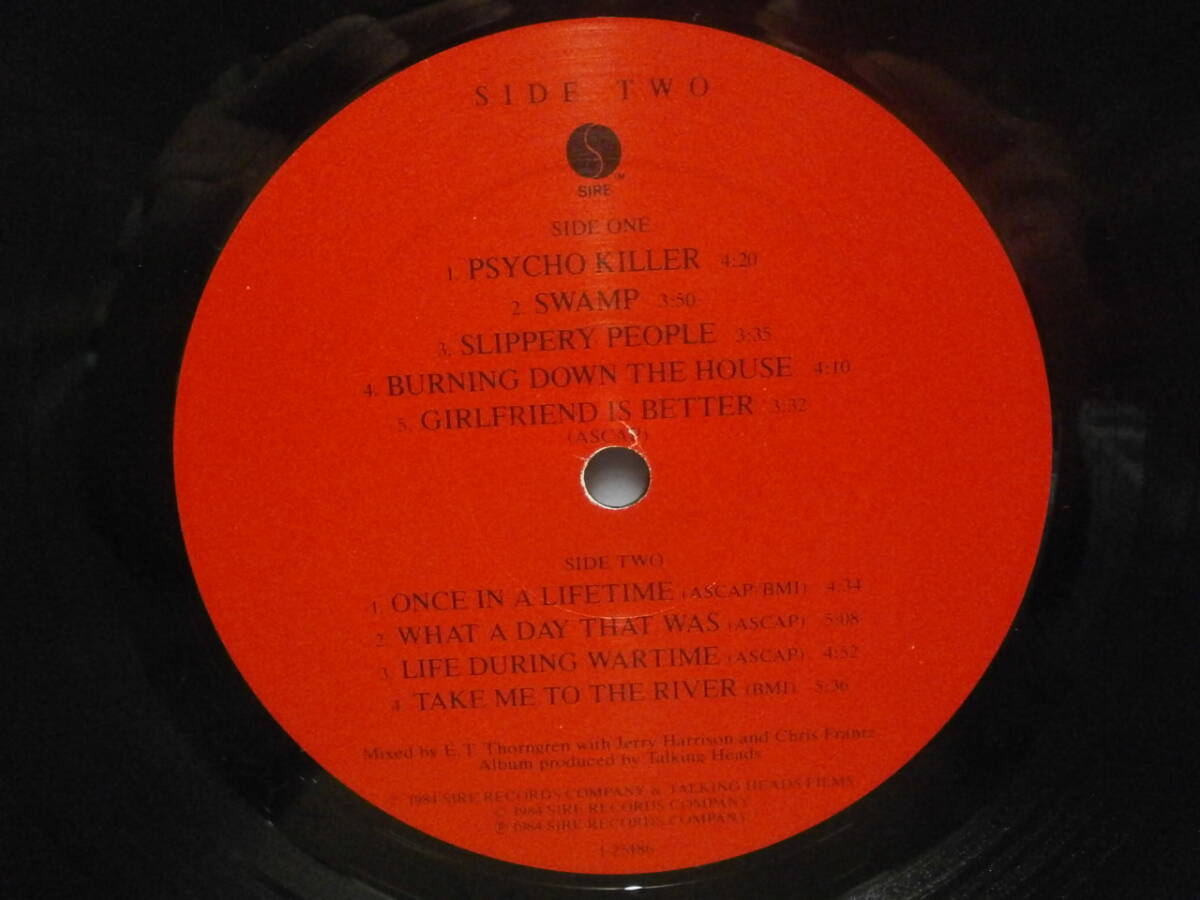 SIDE TWO
SIRE™
SIDE ONE
1. PSYCHO KILLER 4:20
2. SWAMP 3:50
3. SLIPPERY PEOPLE 3:35
4. BURNING DOWN THE HOUSE 4:10
5. GIRLFRIEND IS BETTER 3:32
(ASCAP)
SIDE TWO
1. ONCE IN A LIFETIME (ASCAP/BMI) 4:34
2. WHAT A DAY THAT WAS (ASCAP) 5:08
3. LIFE DURING WARTIME (ASCAP) 4:52
4. TAKE ME TO THE RIVER (BMI) 5:36
Mixed by E.T. Thorngren with Jerry Harrison and Chris Frantz
Album produced by Talking Heads
© 1984 SIRE RECORDS COMPANY & TALKING HEADS FILMS
© 1984 SIRE RECORDS COMPANY
℗ 1984 SIRE RECORDS COMPANY
1-25186